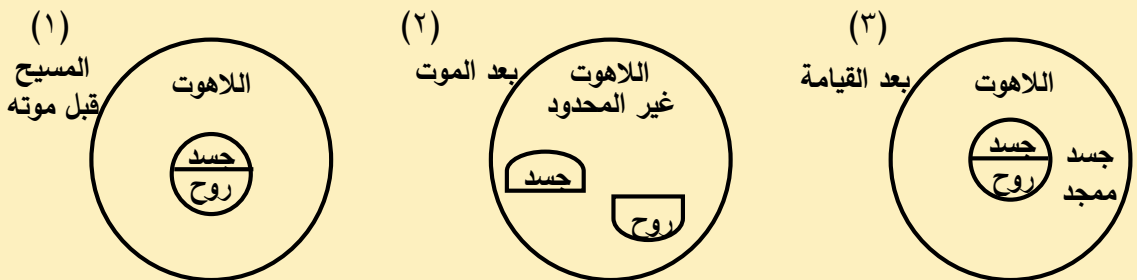 (١)
المسيح
قبل موته
اللاهوت
جسد
روح
(٢)
بعد الموت
اللاهوت
غير المحدود
جسد
روح
(٣)
بعد القيامة
اللاهوت
جسد
روح
جسد
ممجد